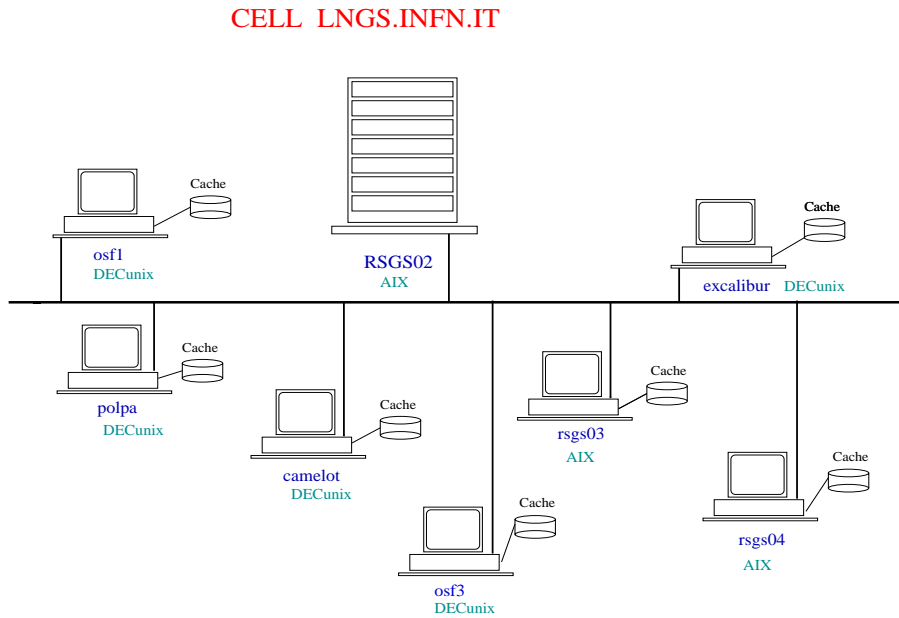 CELL LNGS.INFN.IT
Cache
osf1
DECunix
RSGS02
AIX
Cache
excalibur DECunix
Cache
polpa
DECunix
Cache
camelot
DECunix
Cache
rsgs03
AIX
Cache
rsgs04
AIX
Cache
osf3
DECunix